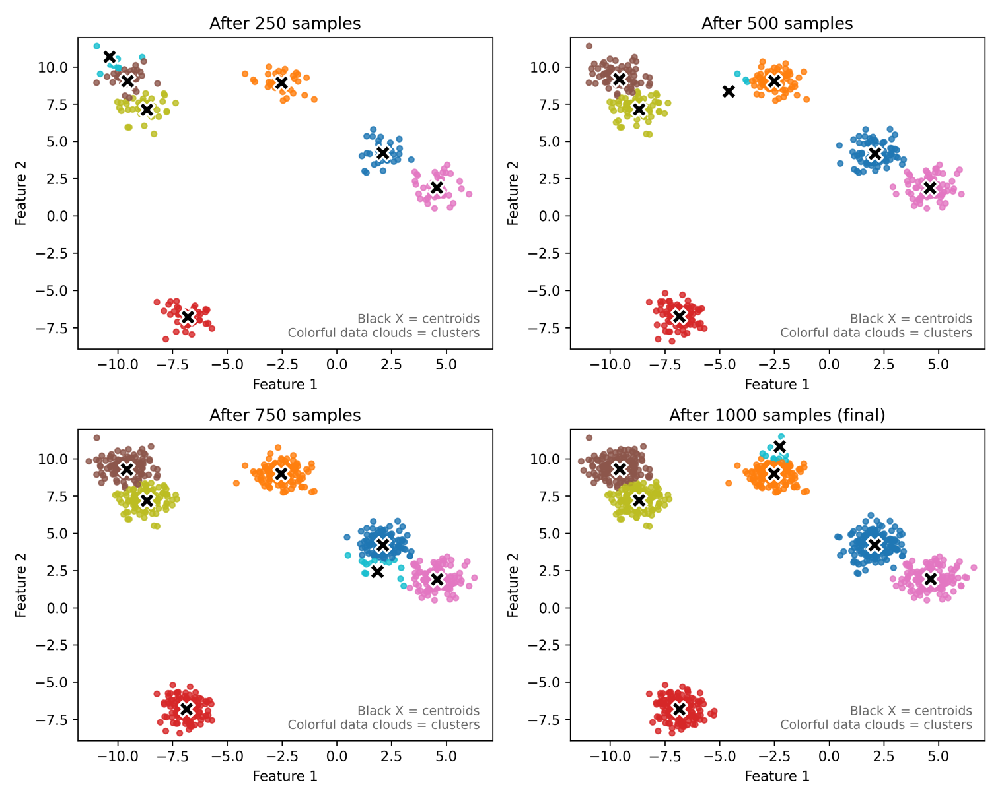 After 250 samples
10.0
7.5
5.0
2.5
0.0
−2.5
−5.0
−7.5
Feature 2
Black X = centroids
Colorful data clouds = clusters
−10.0 −7.5 −5.0 −2.5 0.0 2.5 5.0
Feature 1
After 500 samples
10.0
7.5
5.0
2.5
0.0
−2.5
−5.0
−7.5
Feature 2
Black X = centroids
Colorful data clouds = clusters
−10.0 −7.5 −5.0 −2.5 0.0 2.5 5.0
Feature 1
After 750 samples
10.0
7.5
5.0
2.5
0.0
−2.5
−5.0
−7.5
Feature 2
Black X = centroids
Colorful data clouds = clusters
−10.0 −7.5 −5.0 −2.5 0.0 2.5 5.0
Feature 1
After 1000 samples (final)
10.0
7.5
5.0
2.5
0.0
−2.5
−5.0
−7.5
Feature 2
Black X = centroids
Colorful data clouds = clusters
−10.0 −7.5 −5.0 −2.5 0.0 2.5 5.0
Feature 1